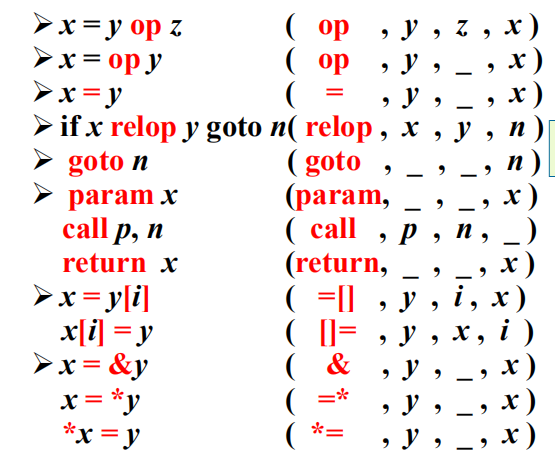 ➢ x = y op z ( op , y , z , x )
➢ x = op y ( op , y , _ , x )
➢ x = y ( = , y , _ , x )
➢ if x relop y goto n ( relop , x , y , n )
➢ goto n ( goto , _ , _ , n )
➢ param x (param, _ , _ , x )
call p, n ( call , p , n , _ )
return x (return, _ , _ , x )
➢ x = y[i] ( =[] , y , i , x )
x[i] = y ( []= , y , x , i )
➢ x = &y ( & , y , _ , x )
x = *y ( =* , y , _ , x )
*x = y ( *= , y , _ , x )